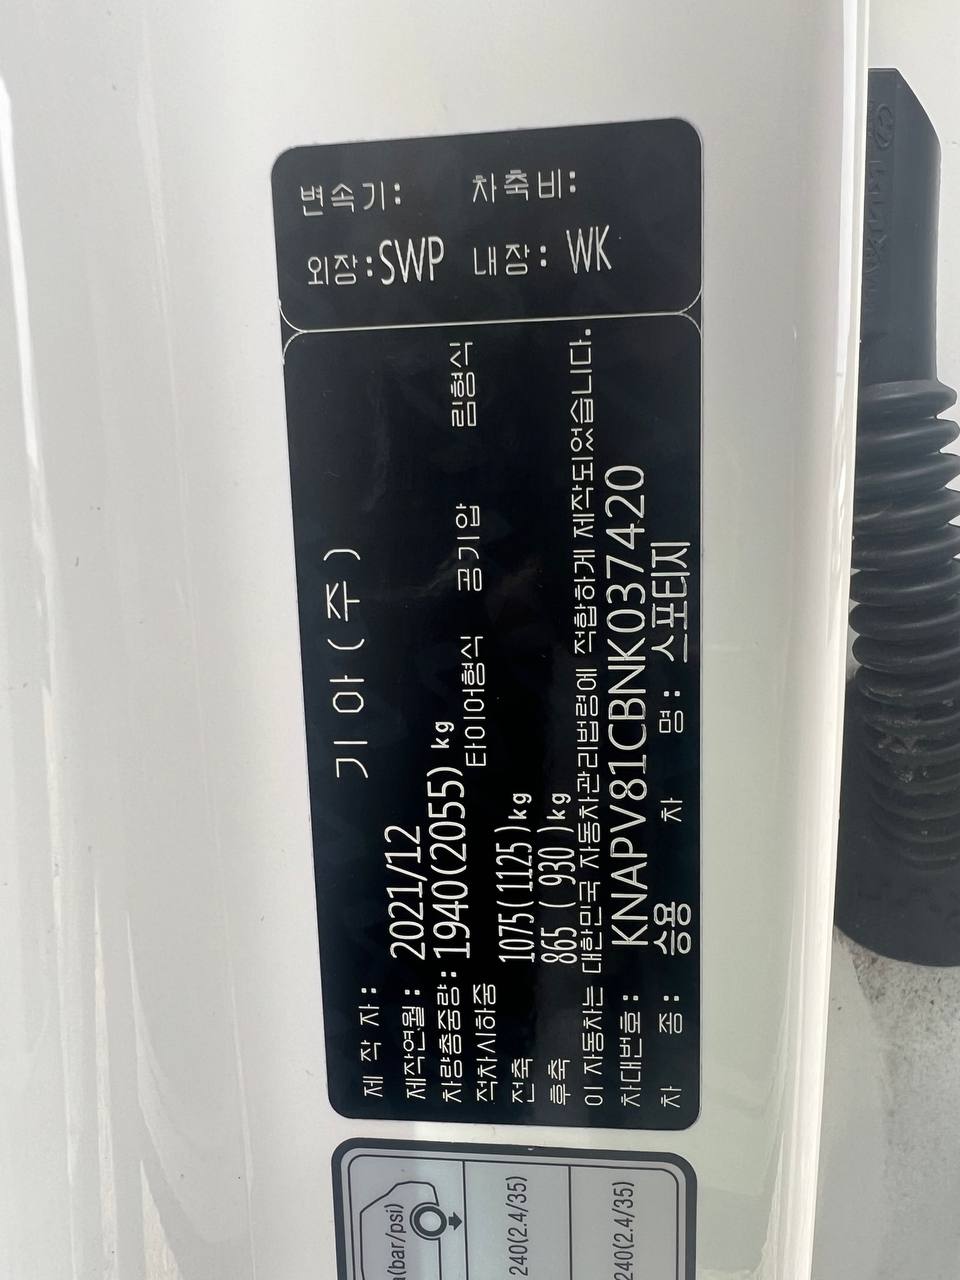 변속기: 차축비:
외장:SWP 내장: WK
제 작 자: 기 아 (주)
제작연월: 2021/12
차량총중량: 1940(2055) kg
적차시하중 타이어형식 공기압 림형식
전축 1075(1125)kg
후축 865 ( 930 )kg
이 자동차는 대한민국 자동차관리법령에 적합하게 제작되었습니다.
차대번호: KNAPV81CBNK037420
차 종: 승용 차 명: 스포티지
(bar/psi)
240(2.4/35)
240(2.4/35)